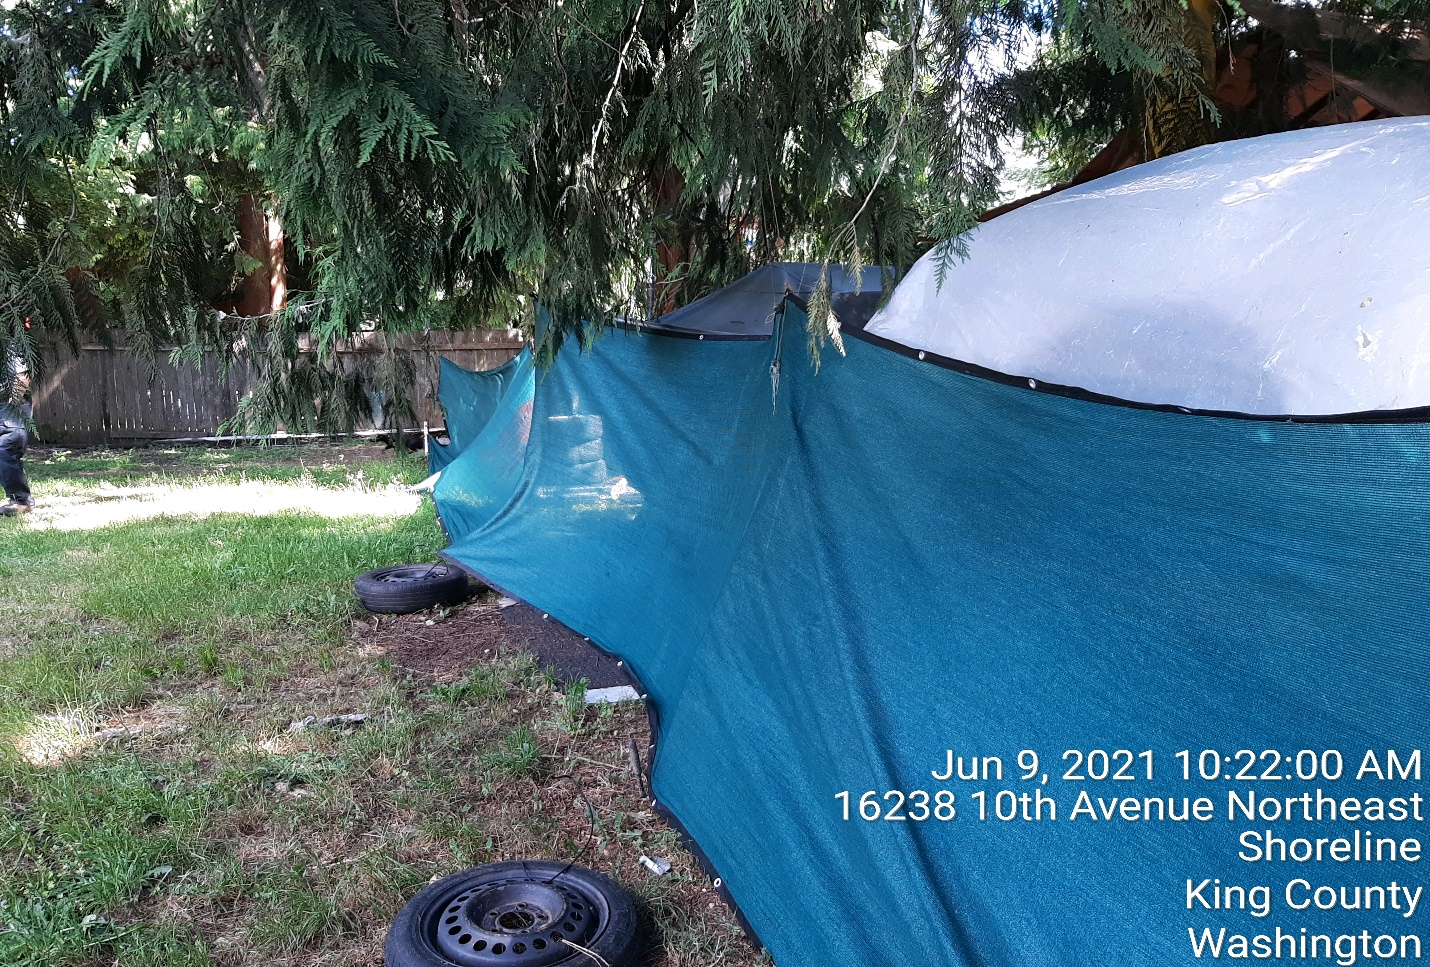 Jun 9, 2021 10:22:00 AM
16238 10th Avenue Northeast
Shoreline
King County
Washington